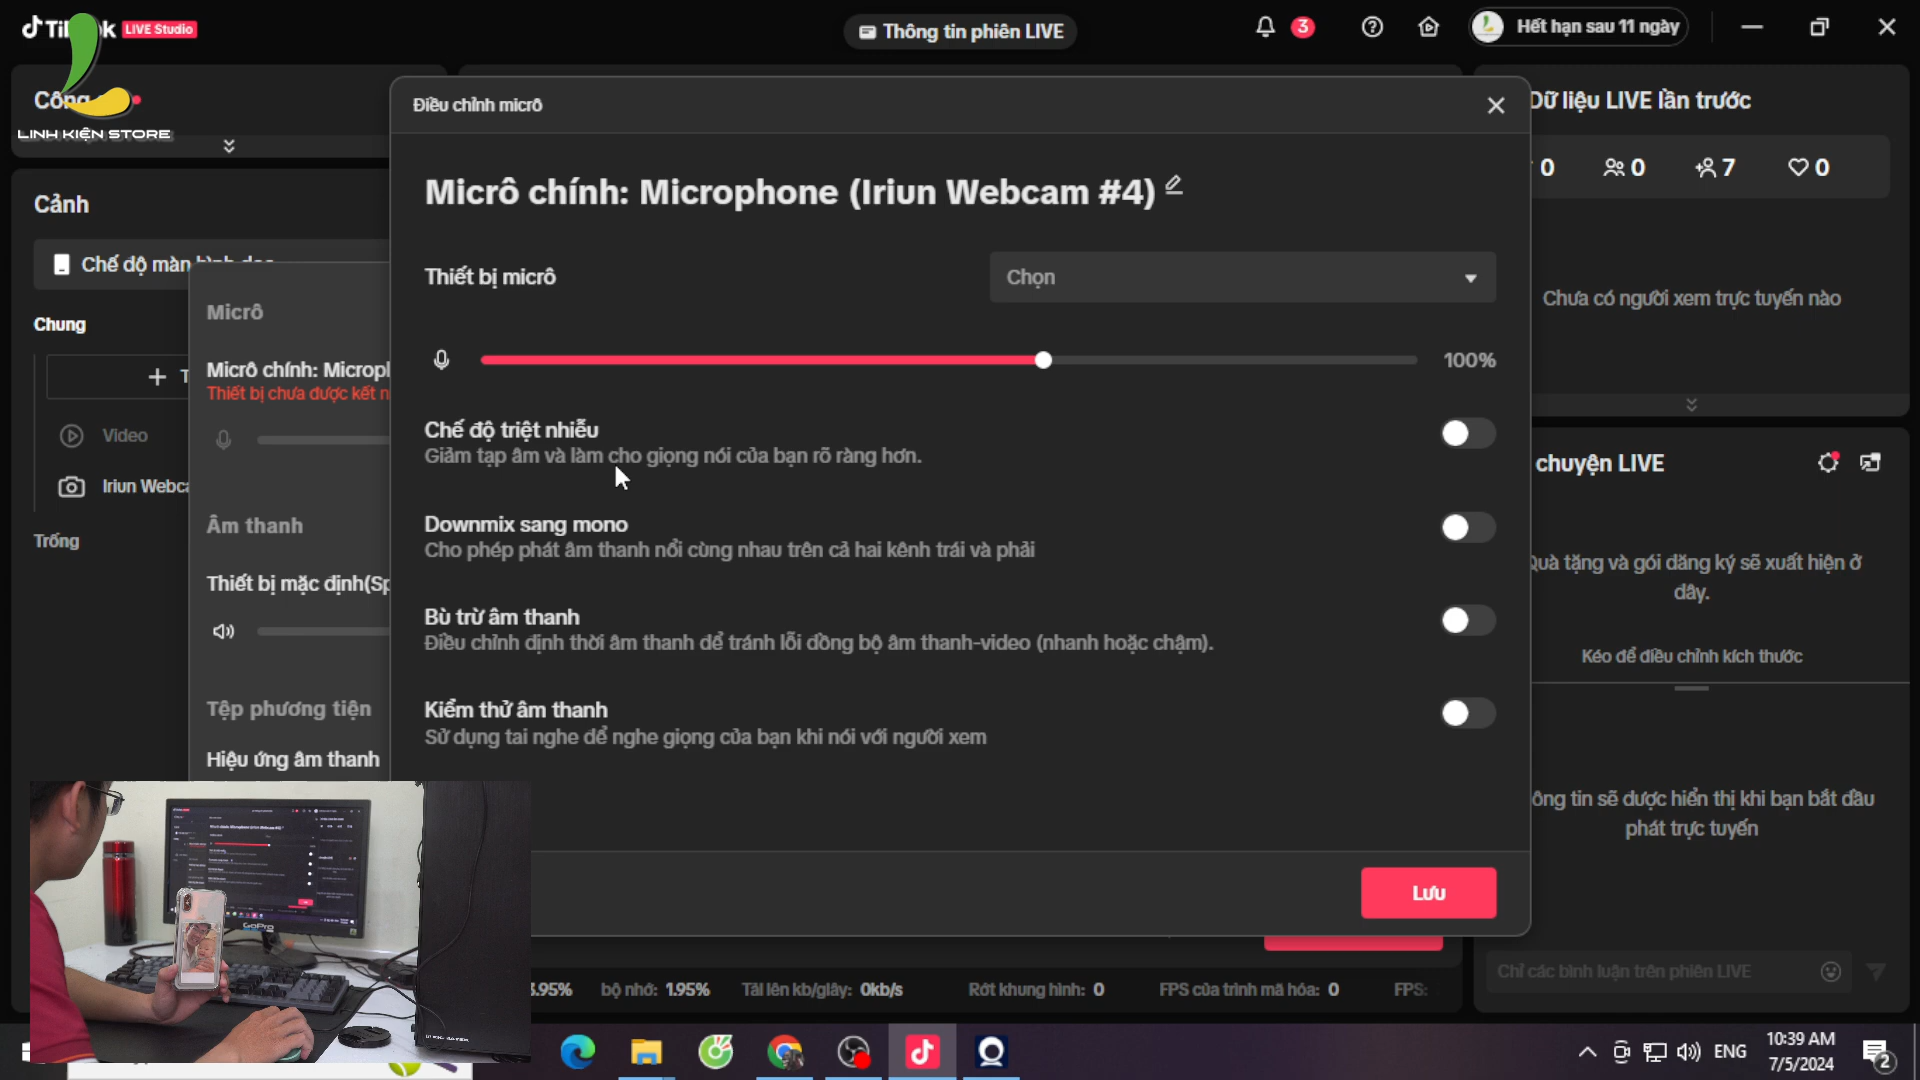 TikTok LIVE Studio
LINH KIỆN STORE
Thông tin phiên LIVE
3
Hết hạn sau 11 ngày
Điều chỉnh micrô
Micrô chính: Microphone (Iriun Webcam #4)
Thiết bị micrô
Chọn
100%
Chế độ triệt nhiễu
Giảm tạp âm và làm cho giọng nói của bạn rõ ràng hơn.
Downmix sang mono
Cho phép phát âm thanh nổi cùng nhau trên cả hai kênh trái và phải
Bù trừ âm thanh
Điều chỉnh định thời âm thanh để tránh lỗi đồng bộ âm thanh-video (nhanh hoặc chậm).
Kiểm thử âm thanh
Sử dụng tai nghe để nghe giọng của bạn khi nói với người xem
Lưu
Cảnh
Chế độ màn hình
Chung
Video
Iriun
Trống
Micrô
Micrô chính:
Thiết bị chưa được kết
Âm thanh
Thiết bị mặc định
Tệp phương tiện
Hiệu ứng âm thanh
Dữ liệu LIVE lần trước
0
0
7
0
Chưa có người xem trực tuyến nào
chuyện LIVE
tặng và gói đăng ký sẽ xuất hiện ở
đây.
Kéo để điều chỉnh kích thước
tin sẽ được hiển thị khi bạn bắt đầu
phát trực tuyến
Chỉ các bình luận trên phiên LIVE
bộ nhớ: 1.95%
Tải lên kb/giây: 0kb/s
Rớt khung hình: 0
FPS của trình mã hóa: 0
FPS:
GoPro
ENG
10:39 AM
7/5/2024
2